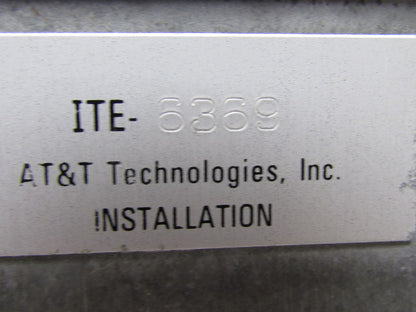 ITE- 6369
AT&T Technologies, Inc.
INSTALLATION